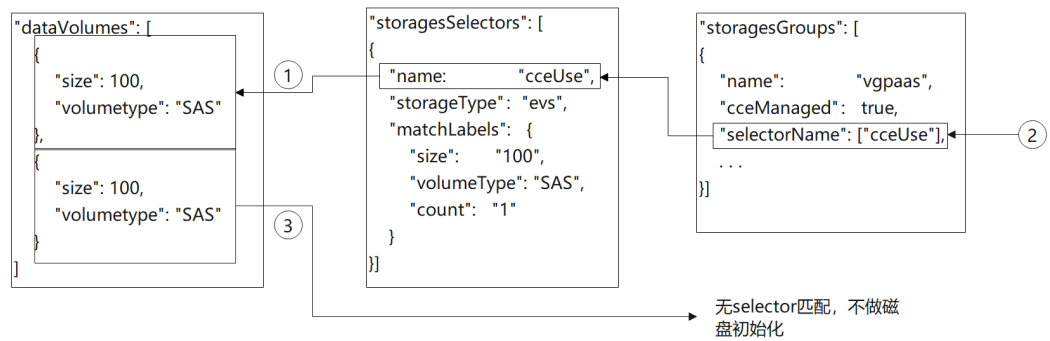 "dataVolumes": [
{
"size": 100,
"volumetype": "SAS"
},
{
"size": 100,
"volumetype": "SAS"
}
]
1
3
"storagesSelectors": [
{
"name: "cceUse",
"storageType": "evs",
"matchLabels": {
"size": "100",
"volumeType": "SAS",
"count": "1"
}
}]
"storagesGroups": [
{
"name": "vgpaas",
"cceManaged": true,
"selectorName": ["cceUse"],
...
}]
2
无selector匹配，不做磁
盘初始化